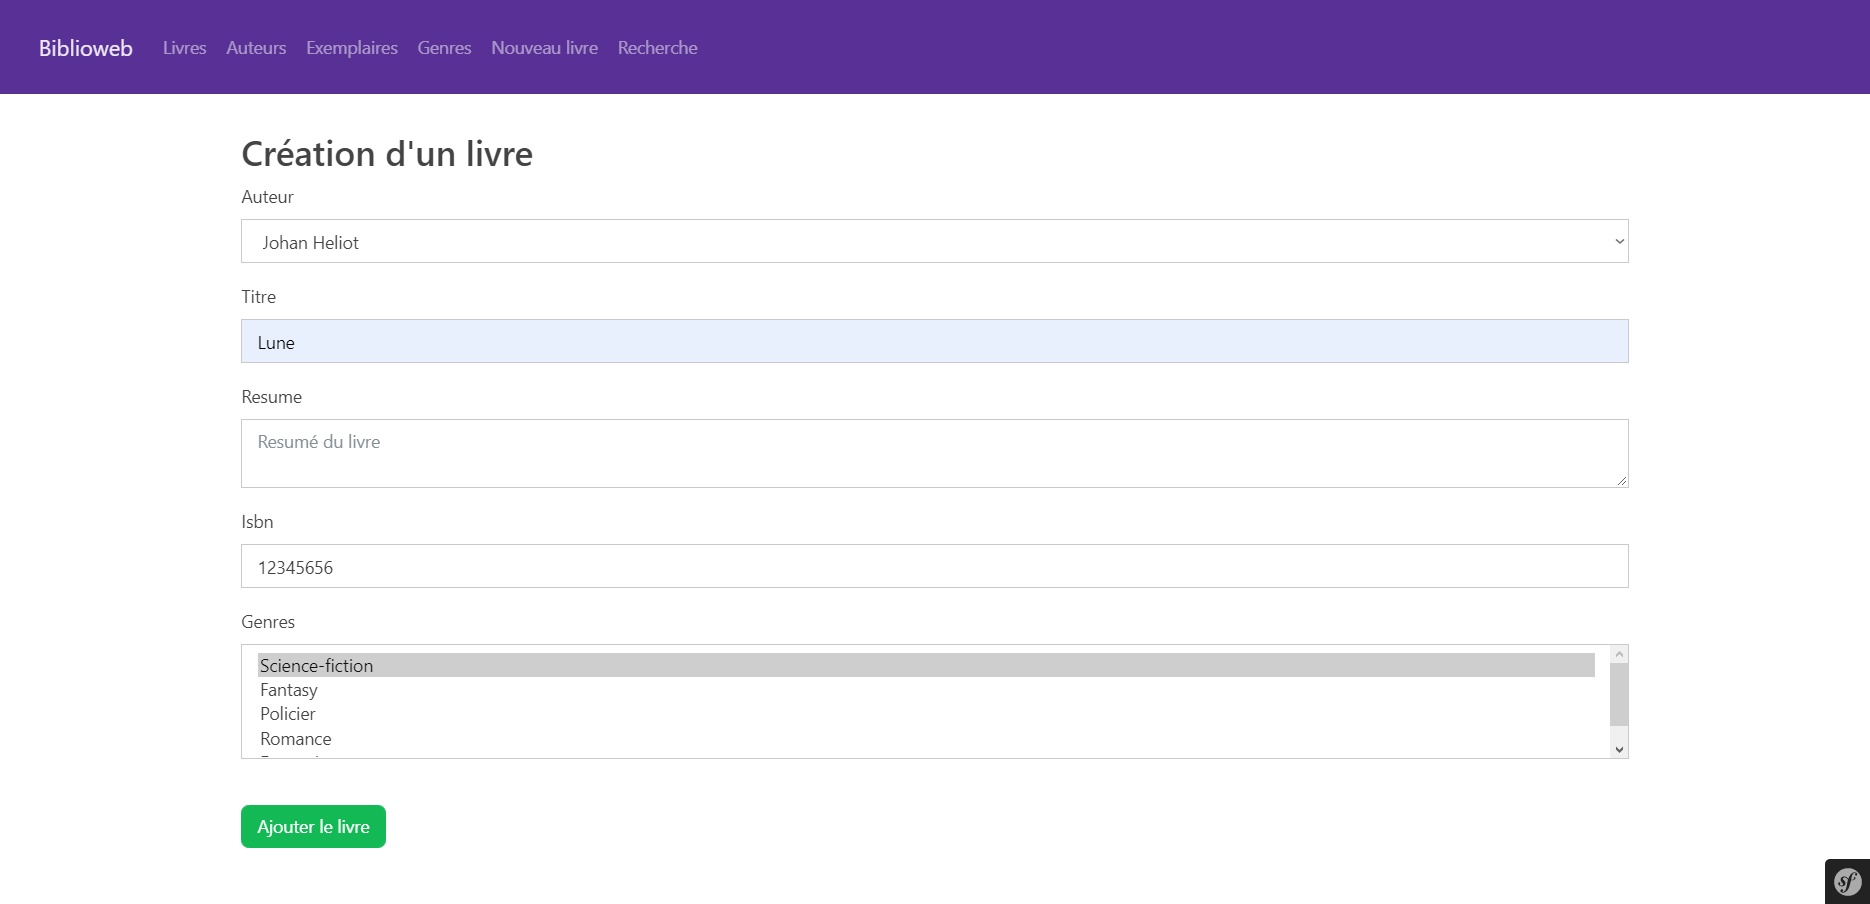 Biblioweb Livres Auteurs Exemplaires Genres Nouveau livre Recherche
Création d'un livre
Auteur
Johan Heliot
Titre
Lune
Resume
Resumé du livre
Isbn
12345656
Genres
Science-fiction
Fantasy
Policier
Romance
Ajouter le livre
sf